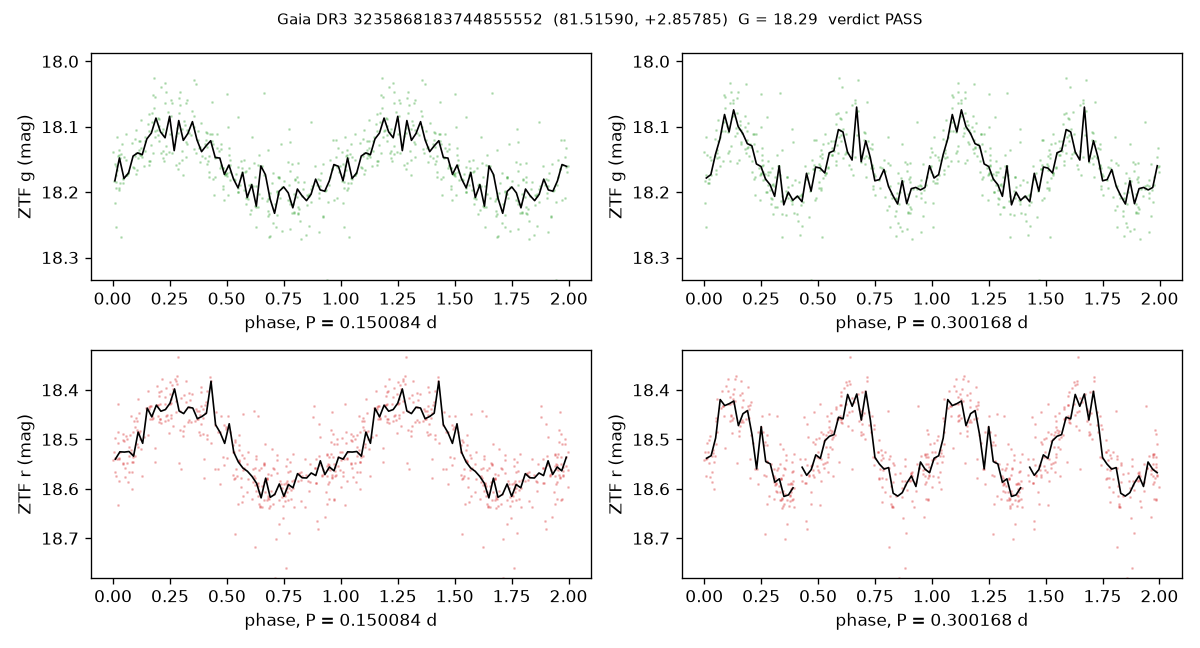 Gaia DR3 3235868183744855552  (81.51590, +2.85785)  G = 18.29  verdict PASS
ZTF g (mag)
18.0
18.1
18.2
18.3
0.00 0.25 0.50 0.75 1.00 1.25 1.50 1.75 2.00
phase, P = 0.150084 d
ZTF g (mag)
18.0
18.1
18.2
18.3
0.00 0.25 0.50 0.75 1.00 1.25 1.50 1.75 2.00
phase, P = 0.300168 d
ZTF r (mag)
18.4
18.5
18.6
18.7
0.00 0.25 0.50 0.75 1.00 1.25 1.50 1.75 2.00
phase, P = 0.150084 d
ZTF r (mag)
18.4
18.5
18.6
18.7
0.00 0.25 0.50 0.75 1.00 1.25 1.50 1.75 2.00
phase, P = 0.300168 d